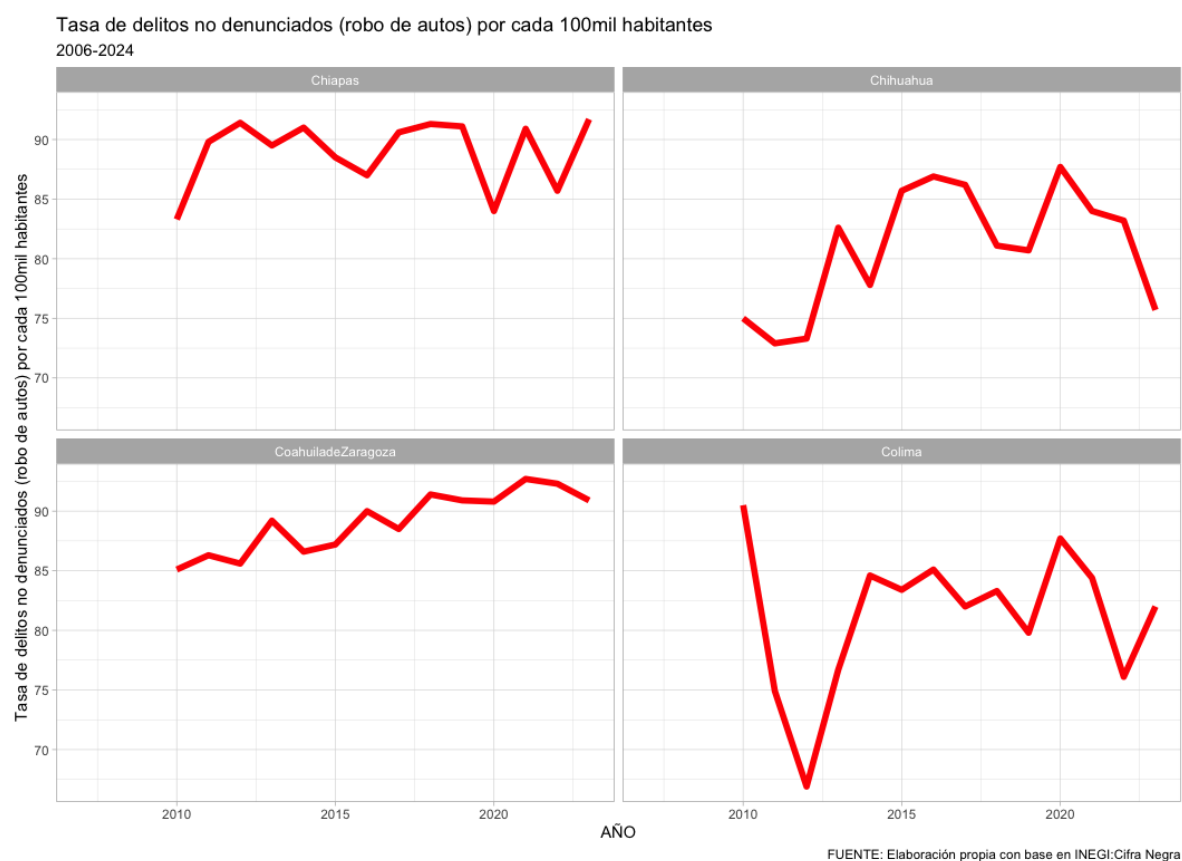 Tasa de delitos no denunciados (robo de autos) por cada 100mil habitantes
2006-2024
Tasa de delitos no denunciados (robo de autos) por cada 100mil habitantes
Chiapas
Chihuahua
90
85
80
75
70
CoahuiladeZaragoza
Colima
90
85
80
75
70
2010
2015
2020
2010
2015
2020
AÑO
FUENTE: Elaboración propia con base en INEGI:Cifra Negra